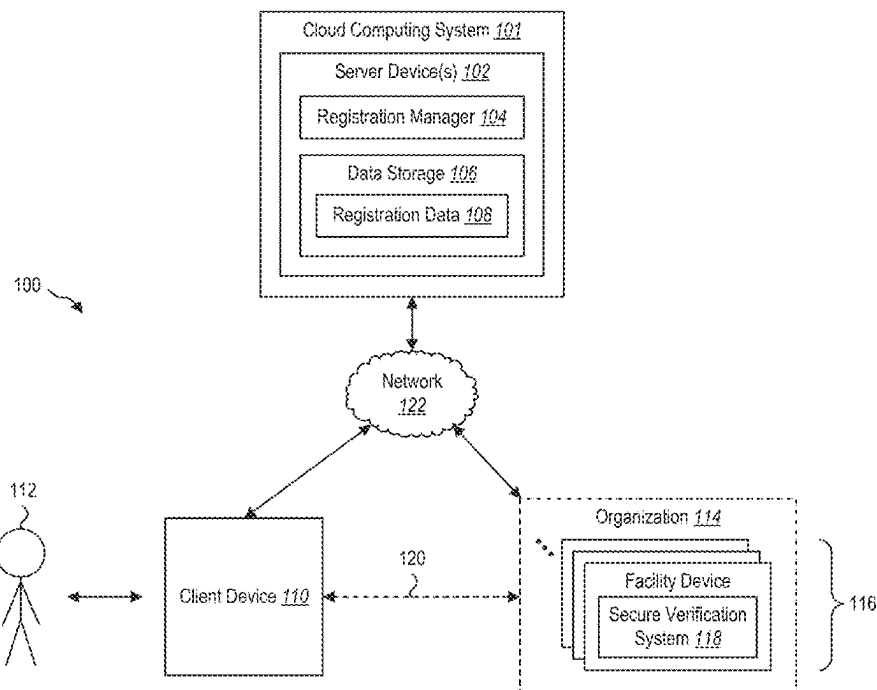 Cloud Computing System 101
Server Device(s) 102
Registration Manager 104
Data Storage 106
Registration Data 108
100
Network
122
112
Organization 114
120
Client Device 110
Facility Device
Secure Verification
System 118
116